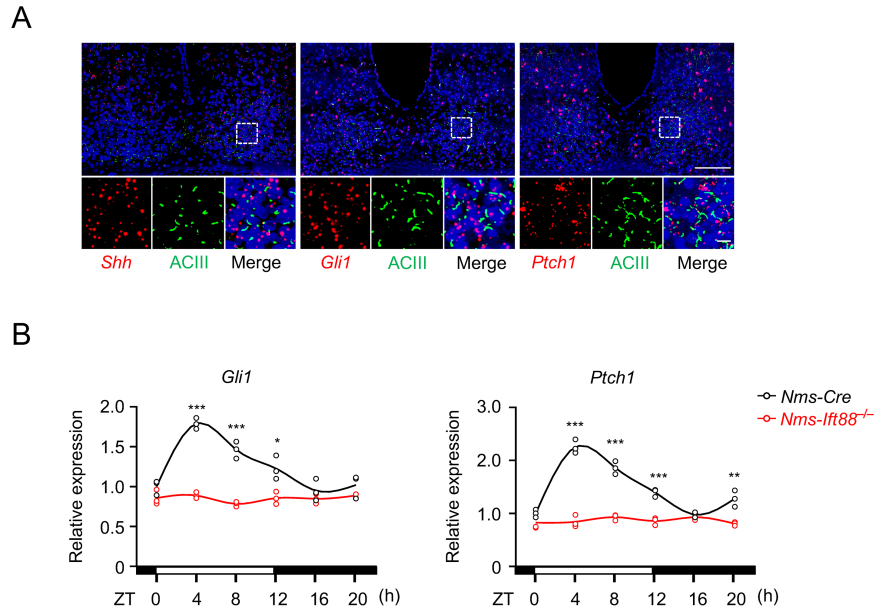 A
Shh ACIII Merge Gli1 ACIII Merge Ptch1 ACIII Merge
B
Gli1
Relative expression
2.0
1.5
1.0
0.5
0
*** *** *
ZT 0 4 8 12 16 20 (h)
Ptch1
Relative expression
3.0
2.0
1.0
0
*** *** *** **
ZT 0 4 8 12 16 20 (h)
Nms-Cre
Nms-Ift88–/–